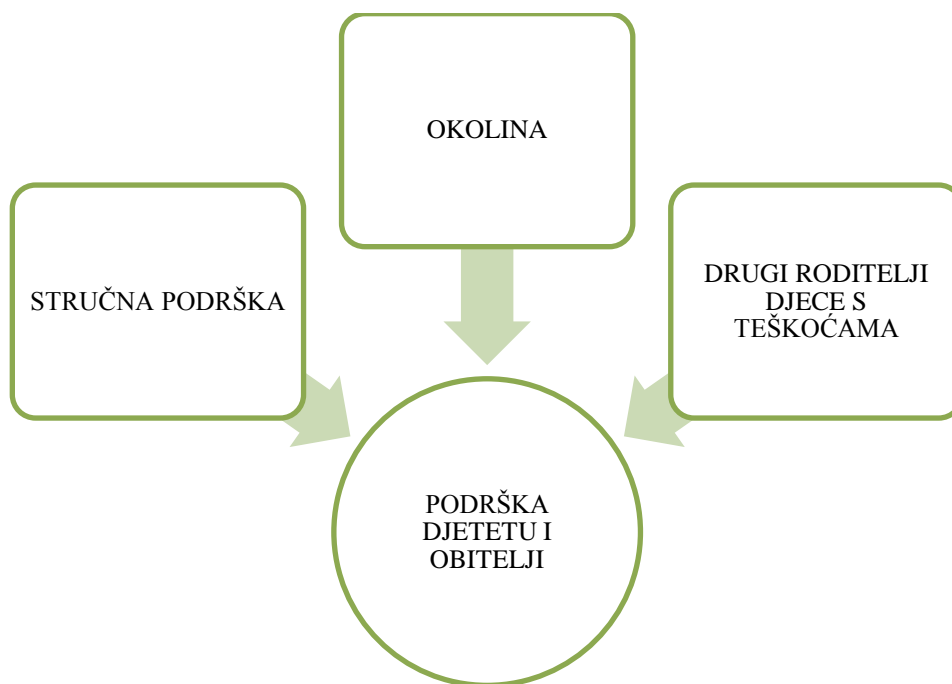 OKOLINA
STRUČNA PODRŠKA
DRUGI RODITELJI
DJECE S
TEŠKOĆAMA
PODRŠKA
DJETETU I
OBITELJI